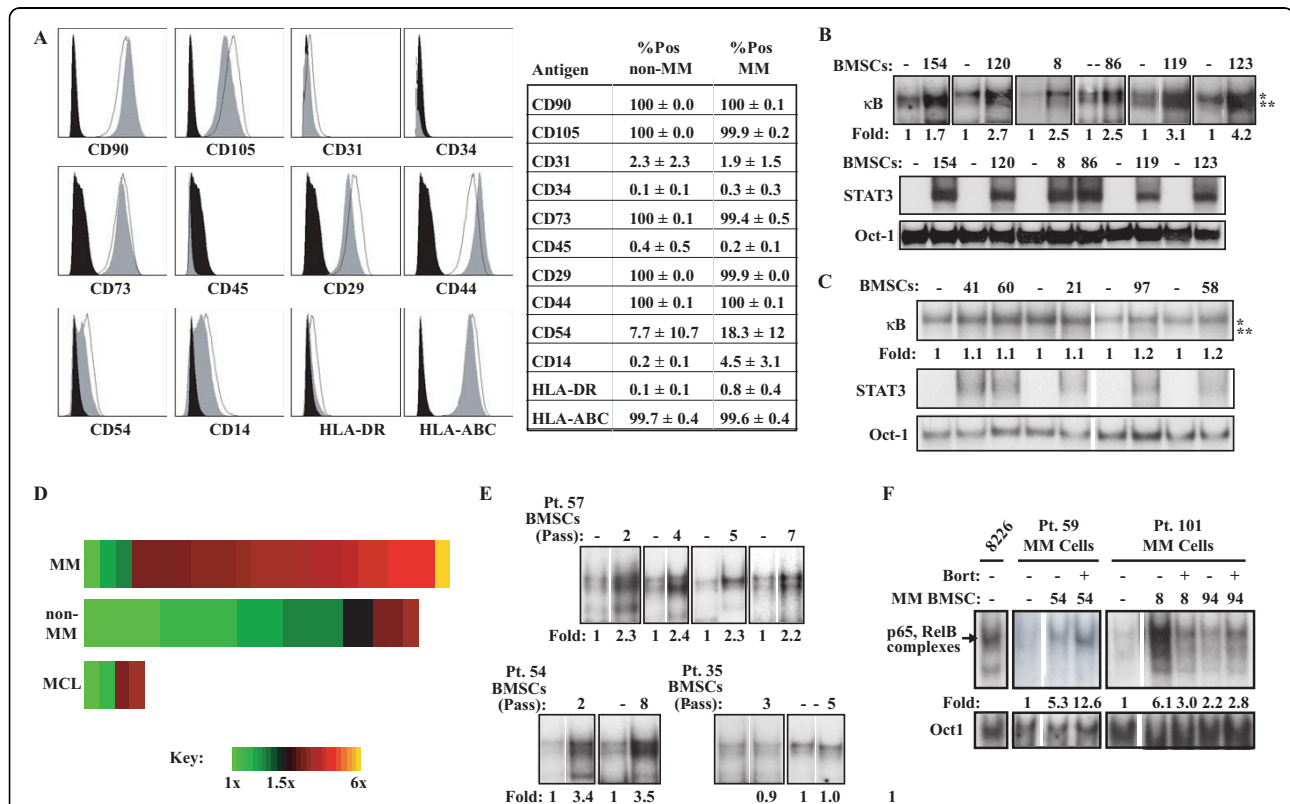 A
CD90 CD105 CD31 CD34
CD73 CD45 CD29 CD44
CD54 CD14 HLA-DR HLA-ABC
Antigen %Pos non-MM %Pos MM
CD90 100 ± 0.0 100 ± 0.1
CD105 100 ± 0.0 99.9 ± 0.2
CD31 2.3 ± 2.3 1.9 ± 1.5
CD34 0.1 ± 0.1 0.3 ± 0.3
CD73 100 ± 0.1 99.4 ± 0.5
CD45 0.4 ± 0.5 0.2 ± 0.1
CD29 100 ± 0.0 99.9 ± 0.0
CD44 100 ± 0.1 100 ± 0.1
CD54 7.7 ± 10.7 18.3 ± 12
CD14 0.2 ± 0.1 4.5 ± 3.1
HLA-DR 0.1 ± 0.1 0.8 ± 0.4
HLA-ABC 99.7 ± 0.4 99.6 ± 0.4
B
BMSCs: - 154 - 120 - 8 -- 86 - 119 - 123
κB * **
Fold: 1 1.7 1 2.7 1 2.5 1 2.5 1 3.1 1 4.2
BMSCs: - 154 - 120 - 8 86 - 119 - 123
STAT3
Oct-1
C
BMSCs: - 41 60 - 21 - 97 - 58
κB * **
Fold: 1 1.1 1.1 1 1.1 1 1.2 1 1.2
STAT3
Oct-1
D
MM
non-MM
MCL
Key: 1x 1.5x 6x
E
Pt. 57
BMSCs
(Pass): - 2 - 4 - 5 - 7
Fold: 1 2.3 1 2.4 1 2.3 1 2.2
Pt. 54
BMSCs
(Pass): 2 - 8
Pt. 35
BMSCs
(Pass): - 3 -- 5
Fold: 1 3.4 1 3.5 0.9 1 1.0 1
F
8226
Pt. 59
MM Cells
Pt. 101
MM Cells
Bort: - - - + - - + - +
MM BMSC: - - 54 54 - 8 8 94 94
p65, RelB
complexes
Fold: 1 5.3 12.6 1 6.1 3.0 2.2 2.8
Oct1